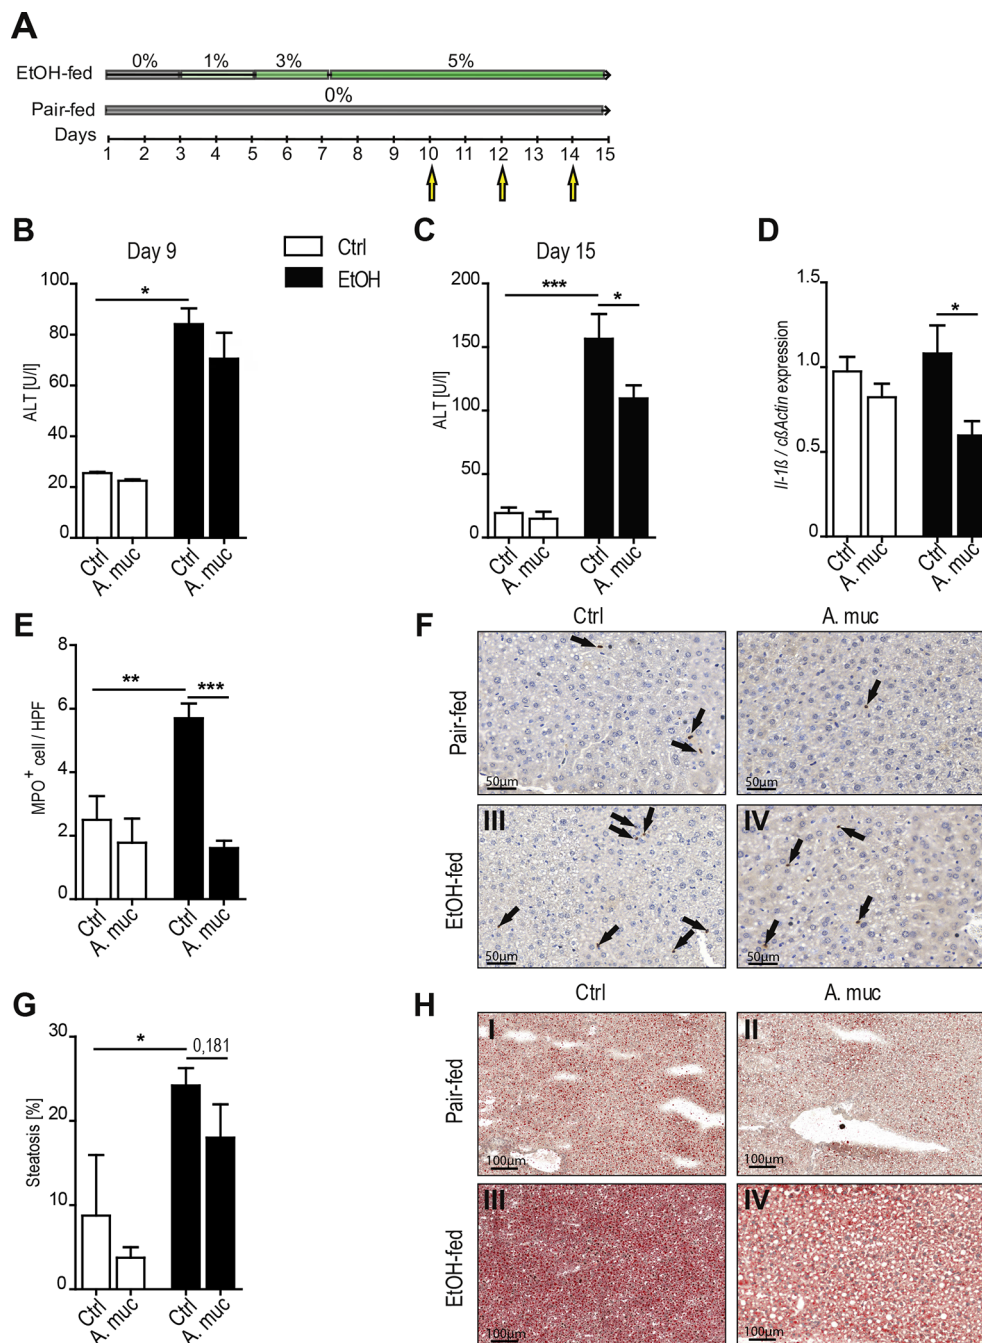 A
0% 1% 3% 5%
EtOH-fed
0%
Pair-fed
Days
1 2 3 4 5 6 7 8 9 10 11 12 13 14 15
B
Day 9
Ctrl
EtOH
C
Day 15
D
ALT [U/l]
100
80
60
40
20
0
*
Ctrl
A. muc
Ctrl
A. muc
ALT [U/l]
200
150
100
50
0
***
*
Ctrl
A. muc
Ctrl
A. muc
Il-1ß / cßActin expression
1.5
1.0
0.5
0
*
Ctrl
A. muc
Ctrl
A. muc
E
MPO+ cell / HPF
8
6
4
2
0
**
***
Ctrl
A. muc
Ctrl
A. muc
F
Ctrl
A. muc
Pair-fed
50µm
50µm
EtOH-fed
III
50µm
IV
50µm
G
Steatosis [%]
30
20
10
0
*
0,181
Ctrl
A. muc
Ctrl
A. muc
H
Ctrl
A. muc
Pair-fed
I
100µm
II
100µm
EtOH-fed
III
100µm
IV
100µm